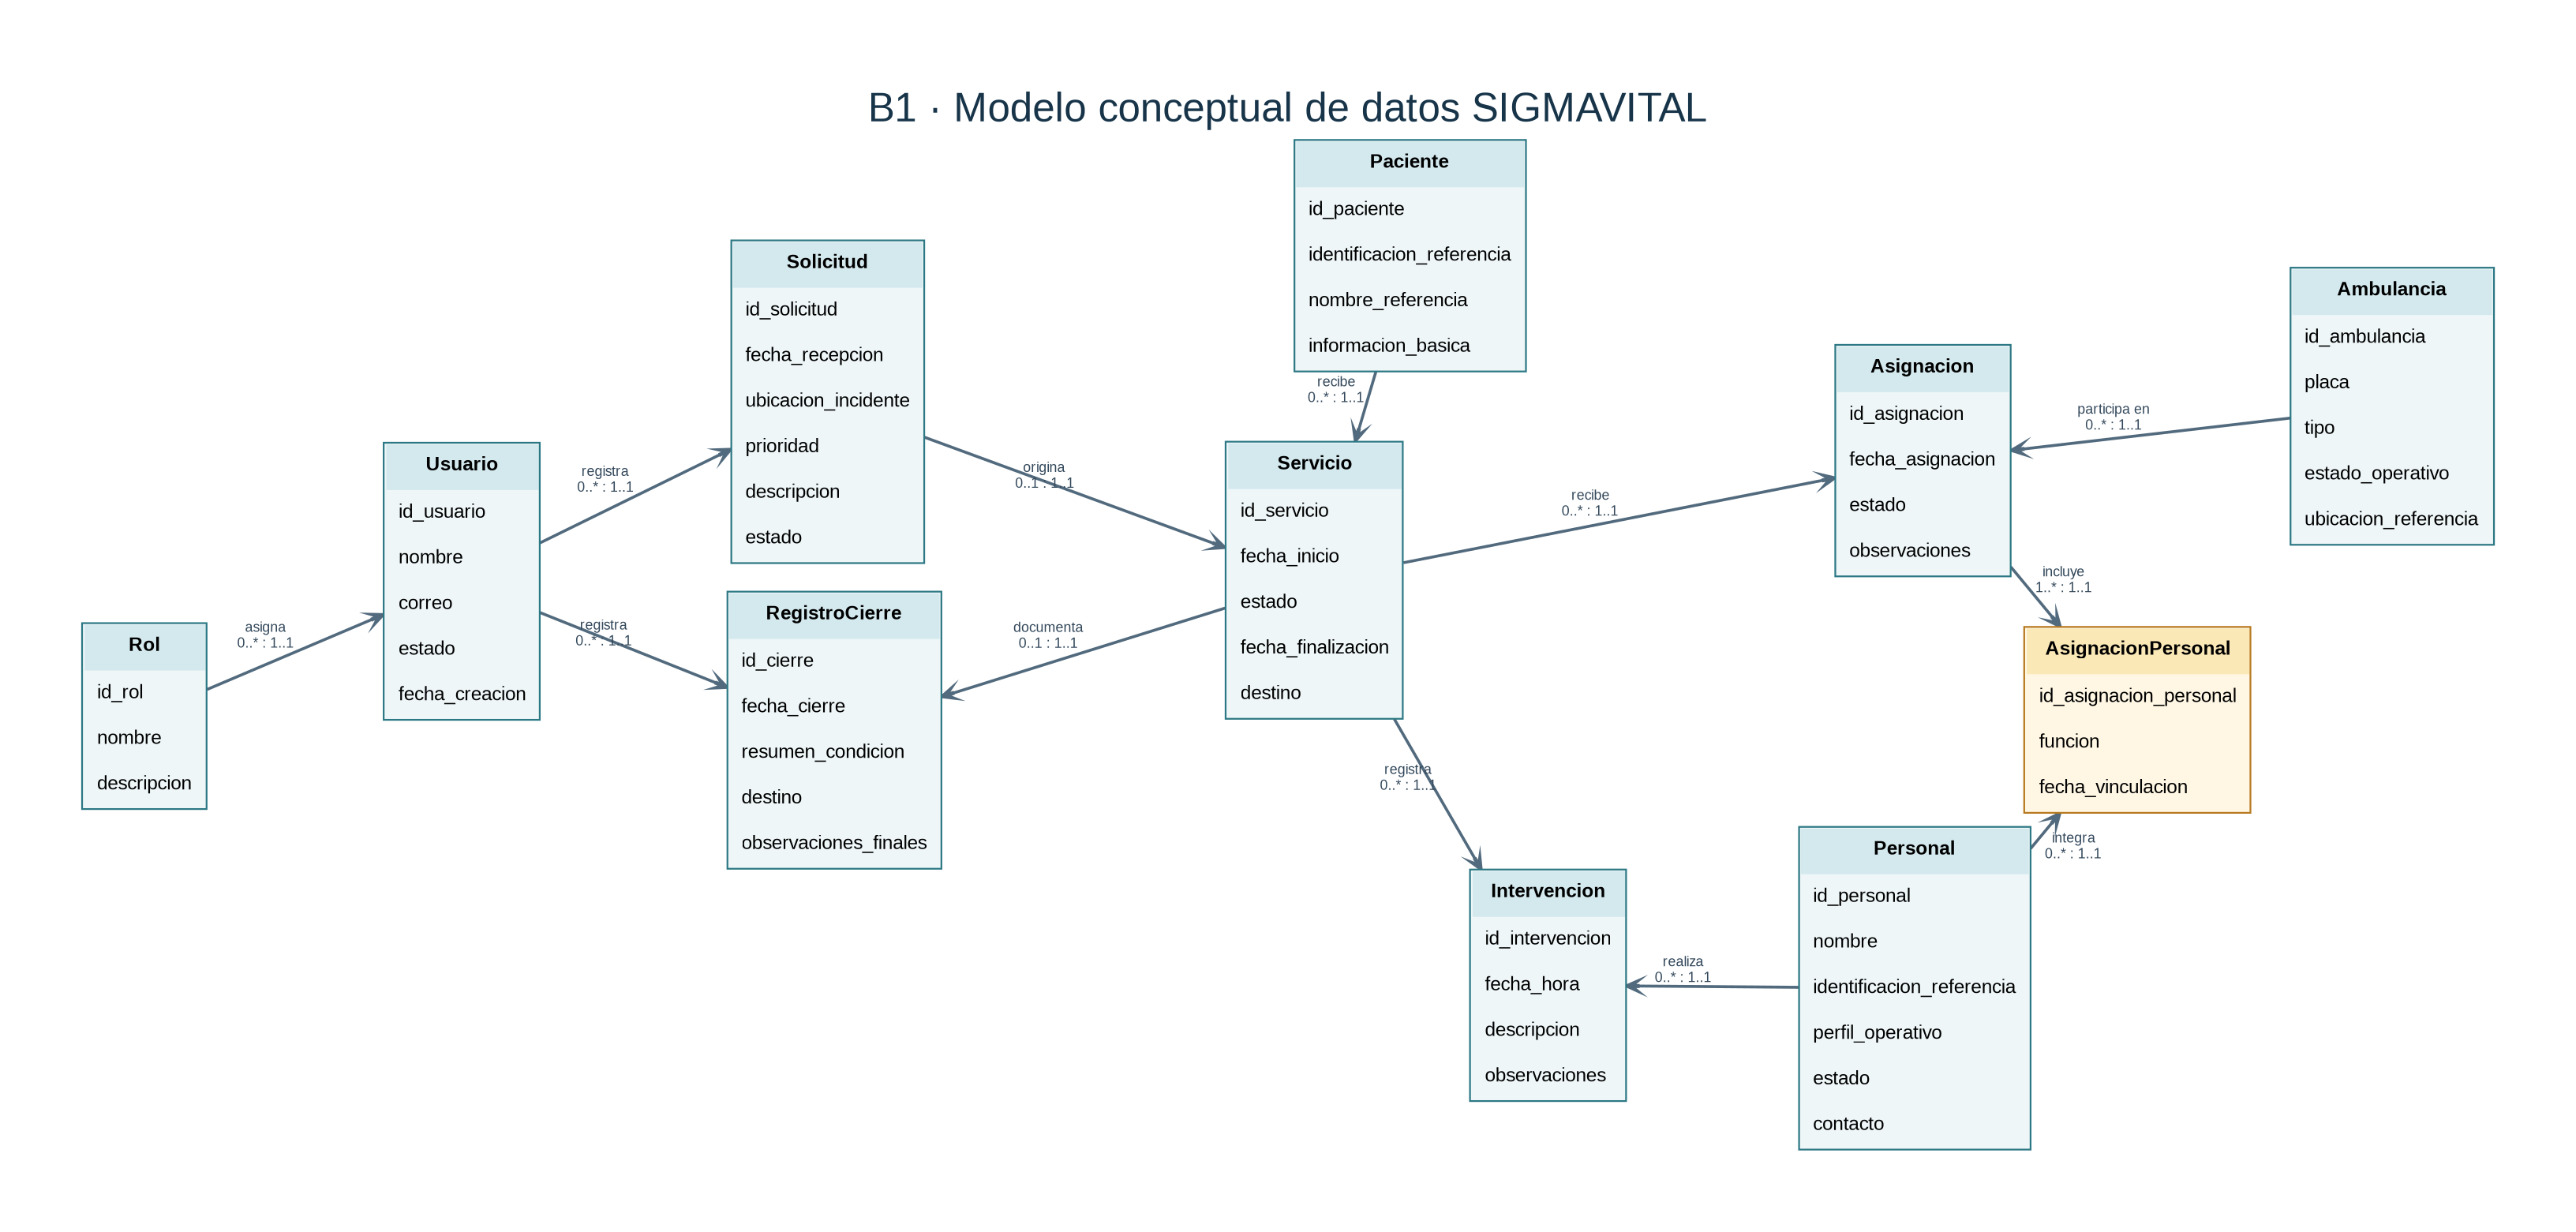 B1 · Modelo conceptual de datos SIGMAVITAL
Paciente
id_paciente
identificacion_referencia
nombre_referencia
informacion_basica
recibe
0..* : 1..1
Solicitud
id_solicitud
fecha_recepcion
ubicacion_incidente
prioridad
descripcion
estado
Ambulancia
id_ambulancia
placa
tipo
estado_operativo
ubicacion_referencia
Asignacion
id_asignacion
fecha_asignacion
estado
observaciones
participa en
0..* : 1..1
Usuario
id_usuario
nombre
correo
estado
fecha_creacion
registra
0..* : 1..1
origina
0..1 : 1..1
Servicio
id_servicio
fecha_inicio
estado
fecha_finalizacion
destino
recibe
0..* : 1..1
incluye
1..* : 1..1
Rol
id_rol
nombre
descripcion
asigna
0..* : 1..1
registra
0..* : 1..1
RegistroCierre
id_cierre
fecha_cierre
resumen_condicion
destino
observaciones_finales
documenta
0..1 : 1..1
AsignacionPersonal
id_asignacion_personal
funcion
fecha_vinculacion
registra
0..* : 1..1
integra
0..* : 1..1
Personal
id_personal
nombre
identificacion_referencia
perfil_operativo
estado
contacto
Intervencion
id_intervencion
fecha_hora
descripcion
observaciones
realiza
0..* : 1..1